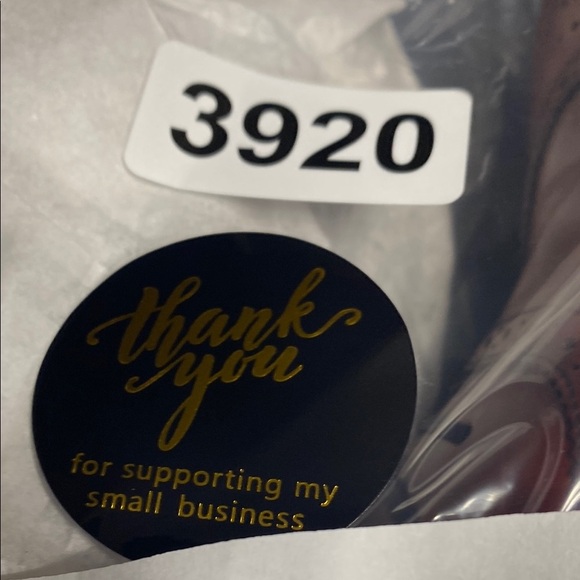 3920
thank
you
for supporting my
small business